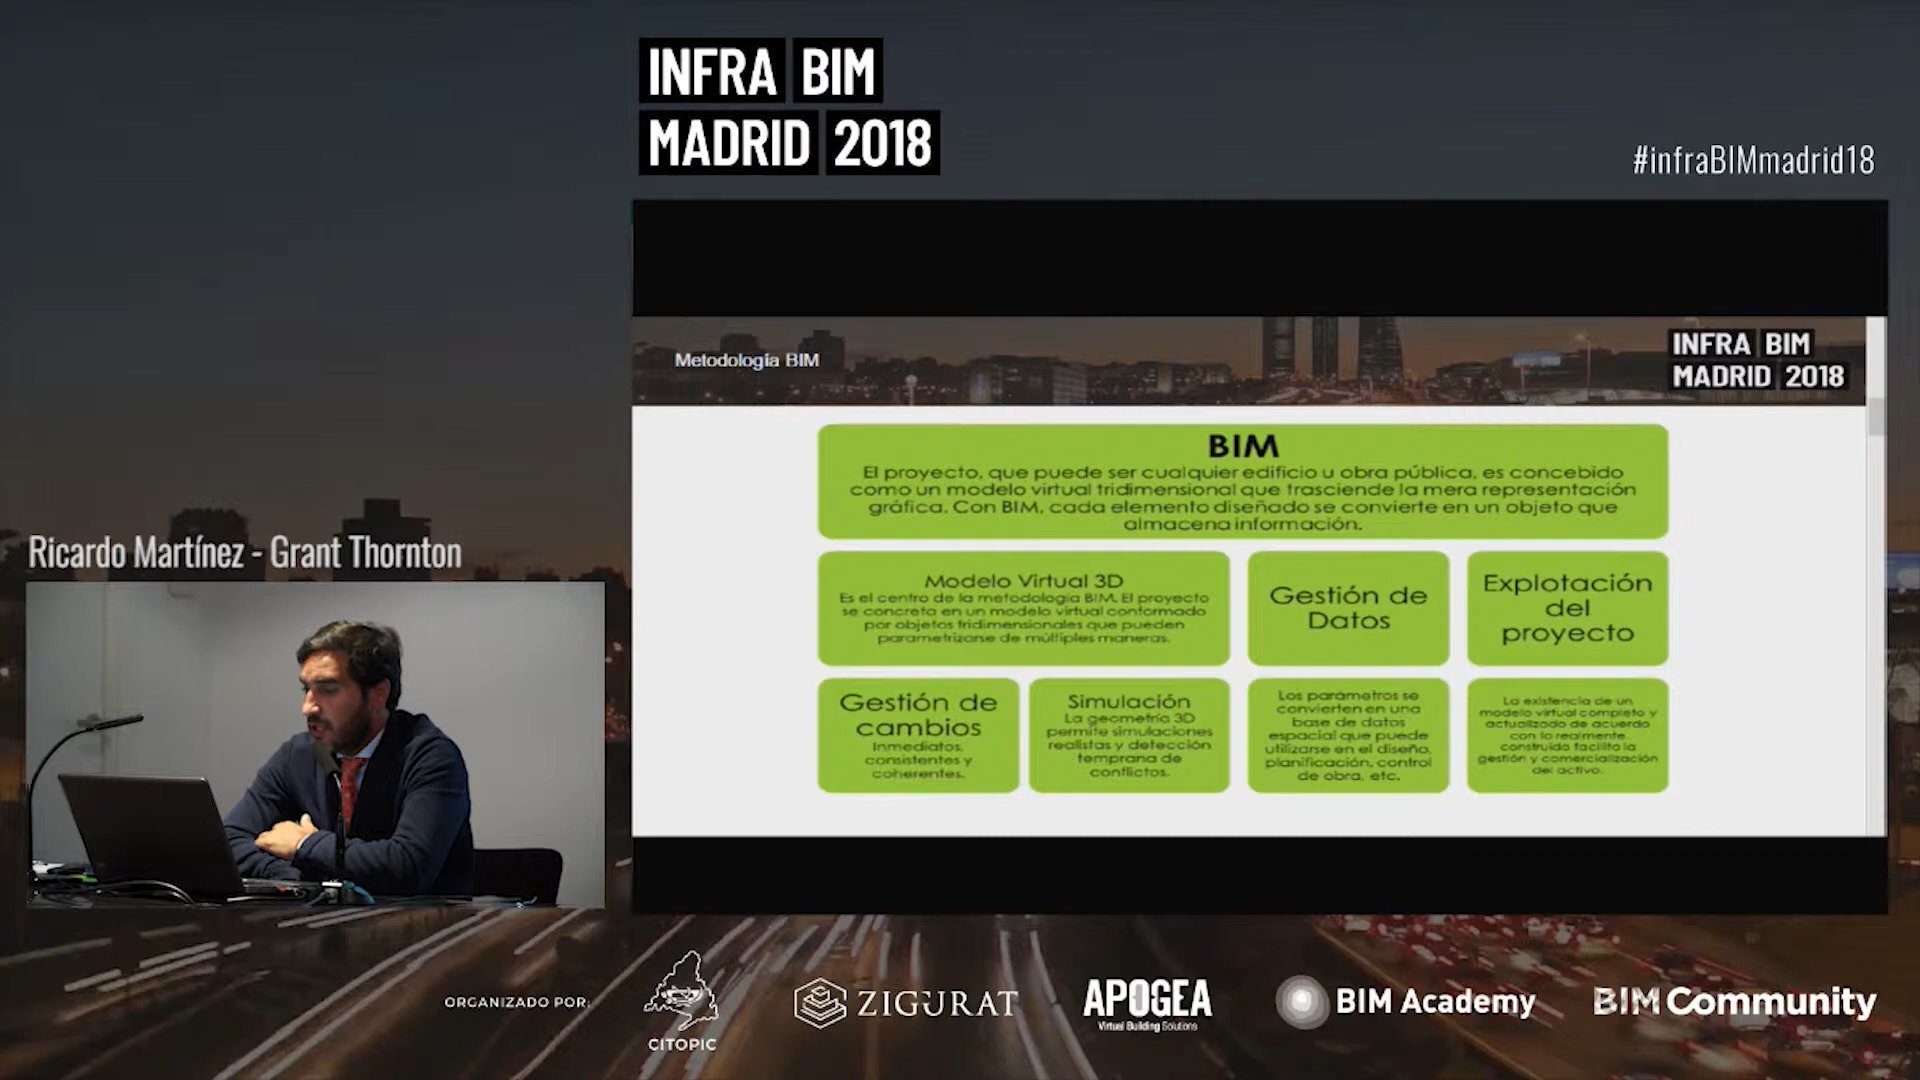 INFRA BIM
MADRID 2018
#infraBIMmadrid18
Metodología BIM
INFRA BIM
MADRID 2018
BIM
El proyecto, que puede ser cualquier edificio u obra pública, es concebido
como un modelo virtual tridimensional que trasciende la mera representación
gráfica. Con BIM, cada elemento diseñado se convierte en un objeto que
almacena información.
Modelo Virtual 3D
Es el centro de la metodología BIM. El proyecto
se concreta en un modelo virtual conformado
por objetos tridimensionales que pueden
parametrizarse de múltiples maneras.
Gestión de
Datos
Explotación
del
proyecto
Gestión de
cambios
Inmediatos,
consistentes y
coherentes.
Simulación
La geometría 3D
permite simulaciones
realistas y detección
temprana de
conflictos.
Los parámetros se
convierten en una
base de datos
espacial que puede
utilizarse en el diseño,
planificación, control
de obra, etc.
La existencia de un
modelo virtual completo y
actualizado de acuerdo
con lo realmente
construido facilita la
gestión y comercialización
del activo.
Ricardo Martínez - Grant Thornton
ORGANIZADO POR:
CITOPIC
ZIGURAT
APOGEA
Virtual Building Solutions
BIM Academy
BIM Community